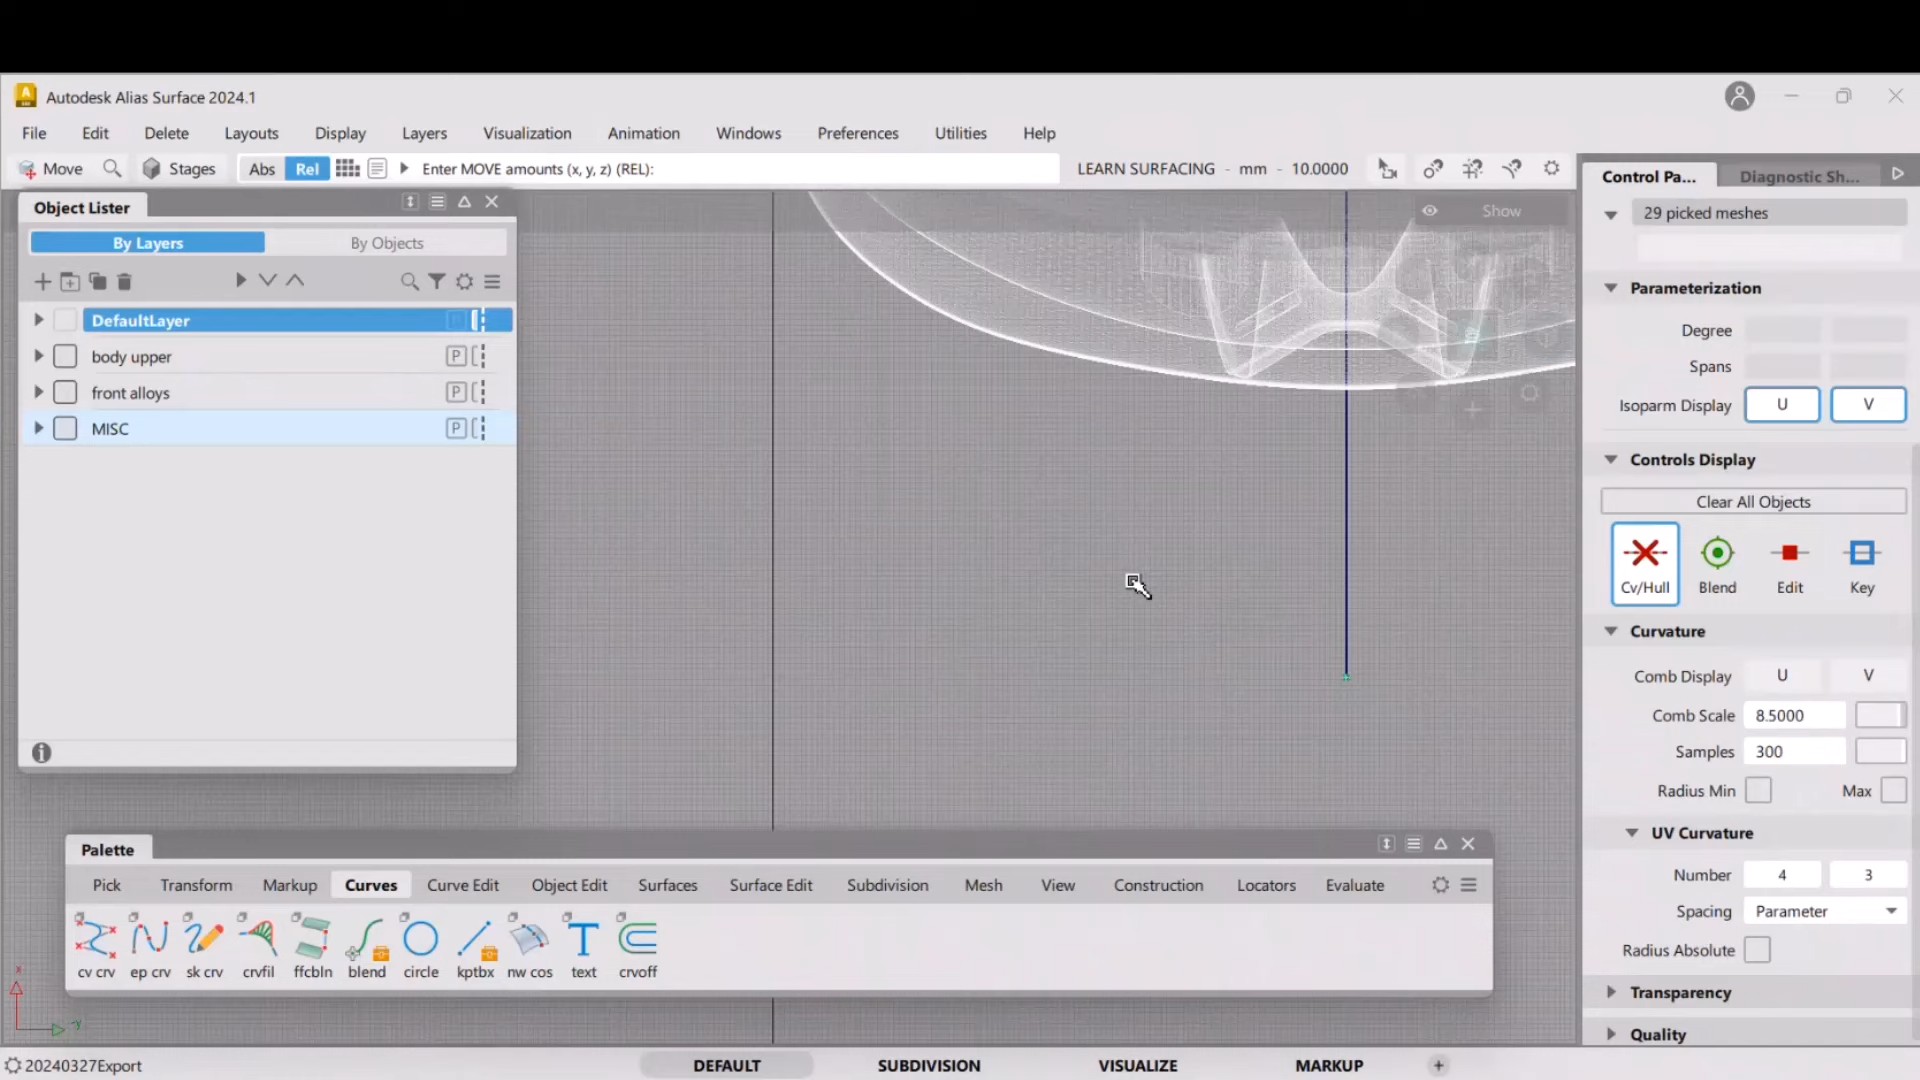 Autodesk Alias Surface 2024.1
File Edit Delete Layouts Display Layers Visualization Animation Windows Preferences Utilities Help
Move Stages Abs Rel Enter MOVE amounts (x, y, z) (REL): LEARN SURFACING - mm - 10.0000
Control Pa... Diagnostic Sh...
Object Lister
Show
29 picked meshes
By Layers By Objects
Parameterization
DefaultLayer
Degree
body upper P
Spans
front alloys P
Isoparm Display U V
MISC P
Controls Display
Clear All Objects
Cv/Hull Blend Edit Key
Curvature
Comb Display U V
Comb Scale 8.5000
Samples 300
Radius Min Max
UV Curvature
Number 4 3
Spacing Parameter
Radius Absolute
Transparency
Quality
Palette
Pick Transform Markup Curves Curve Edit Object Edit Surfaces Surface Edit Subdivision Mesh View Construction Locators Evaluate
cv crv ep crv sk crv crvfil ffcbln blend circle kptbx nw cos text crvoff
x
20240327Export
DEFAULT SUBDIVISION VISUALIZE MARKUP +